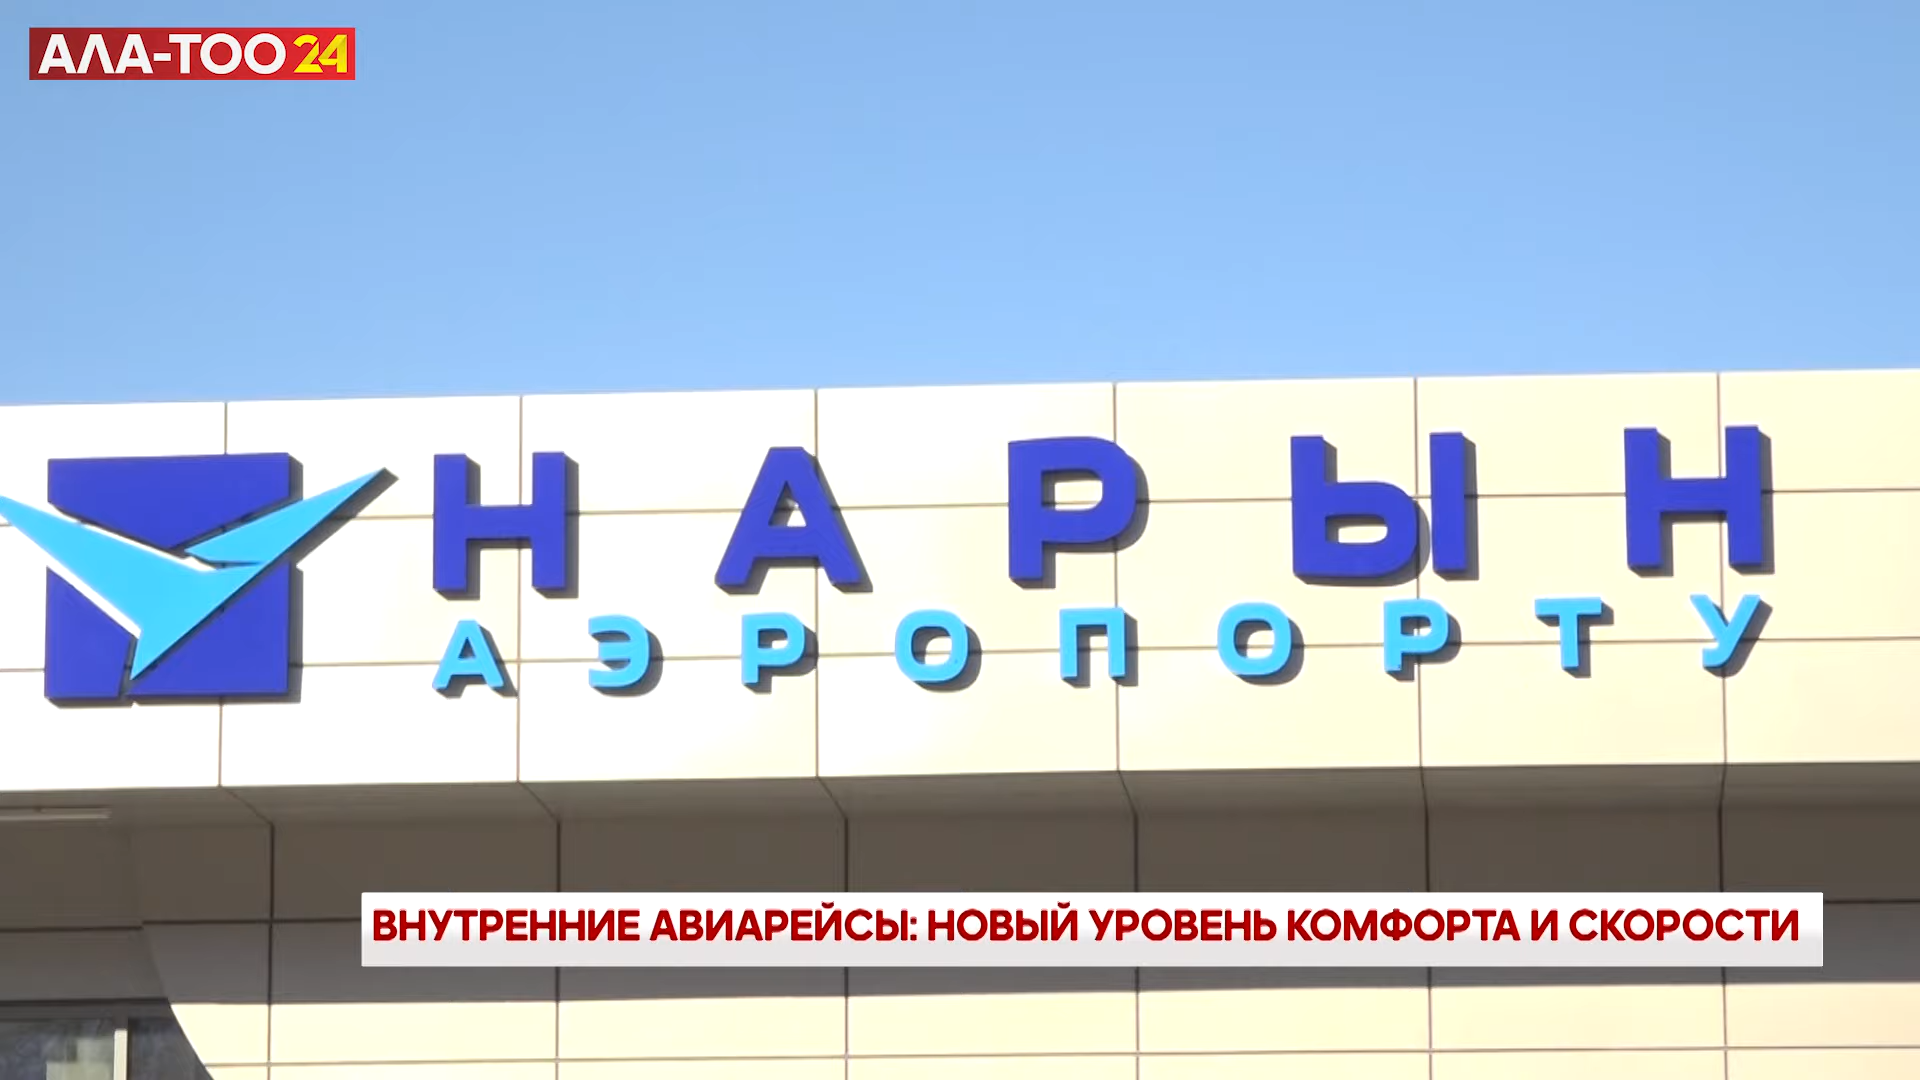 АЛА-ТОО 24
НАРЫН
АЭРОПОРТУ
ВНУТРЕННИЕ АВИАРЕЙСЫ: НОВЫЙ УРОВЕНЬ КОМФОРТА И СКОРОСТИ